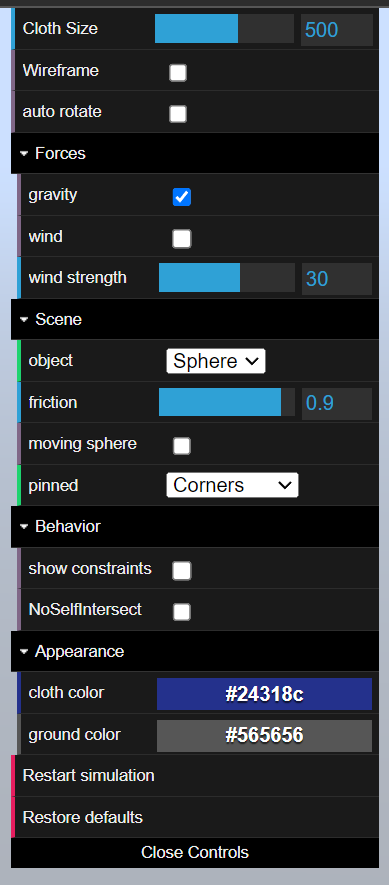 Cloth Size 500
Wireframe
auto rotate
Forces
gravity
wind
wind strength 30
Scene
object Sphere
friction 0.9
moving sphere
pinned Corners
Behavior
show constraints
NoSelfIntersect
Appearance
cloth color #24318c
ground color #565656
Restart simulation
Restore defaults
Close Controls